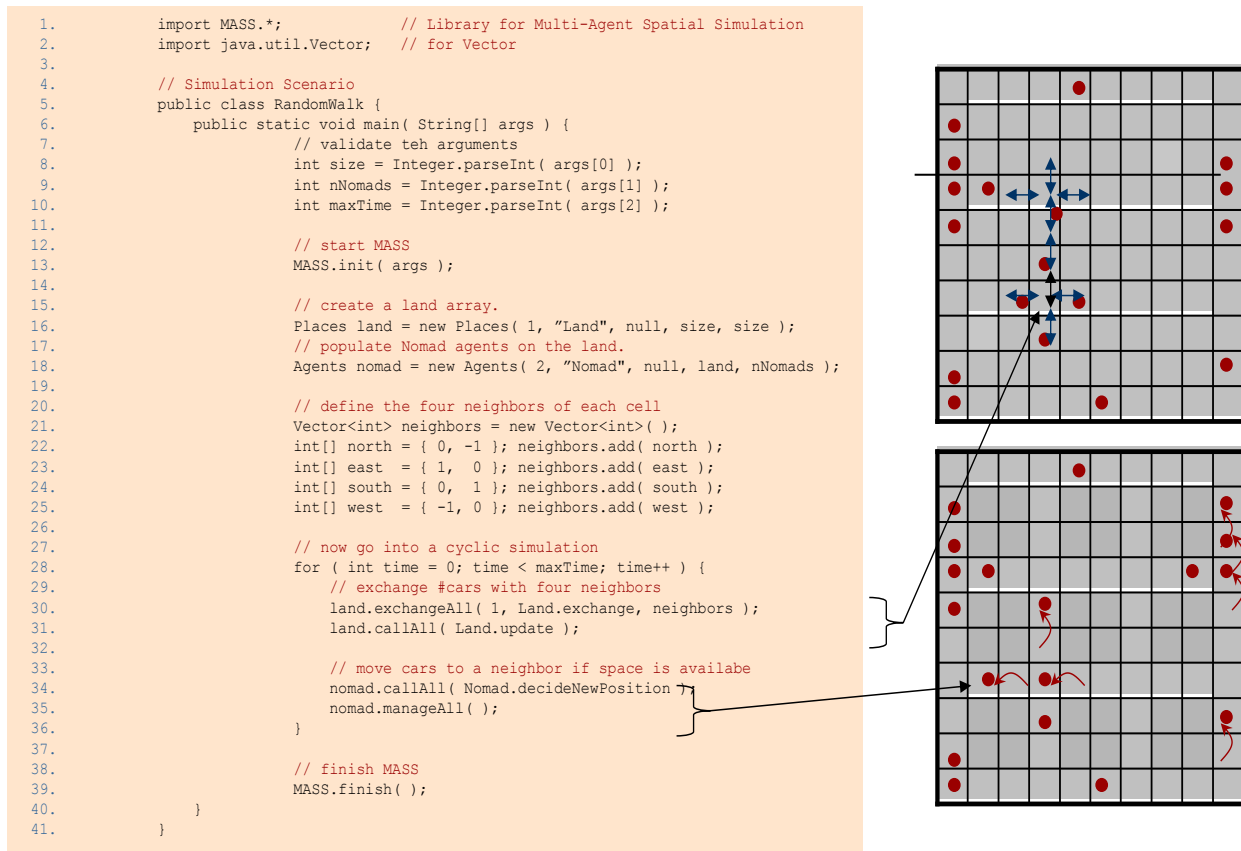 1. import MASS.*; // Library for Multi-Agent Spatial Simulation
2. import java.util.Vector; // for Vector
3.
4. // Simulation Scenario
5. public class RandomWalk {
6. public static void main( String[] args ) {
7. // validate teh arguments
8. int size = Integer.parseInt( args[0] );
9. int nNomads = Integer.parseInt( args[1] );
10. int maxTime = Integer.parseInt( args[2] );
11.
12. // start MASS
13. MASS.init( args );
14.
15. // create a land array.
16. Places land = new Places( 1, ”Land", null, size, size );
17. // populate Nomad agents on the land.
18. Agents nomad = new Agents( 2, ”Nomad", null, land, nNomads );
19.
20. // define the four neighbors of each cell
21. Vector<int> neighbors = new Vector<int>( );
22. int[] north = { 0, -1 }; neighbors.add( north );
23. int[] east = { 1, 0 }; neighbors.add( east );
24. int[] south = { 0, 1 }; neighbors.add( south );
25. int[] west = { -1, 0 }; neighbors.add( west );
26.
27. // now go into a cyclic simulation
28. for ( int time = 0; time < maxTime; time++ ) {
29. // exchange #cars with four neighbors
30. land.exchangeAll( 1, Land.exchange, neighbors );
31. land.callAll( Land.update );
32.
33. // move cars to a neighbor if space is availabe
34. nomad.callAll( Nomad.decideNewPosition );
35. nomad.manageAll( );
36. }
37.
38. // finish MASS
39. MASS.finish( );
40. }
41. }